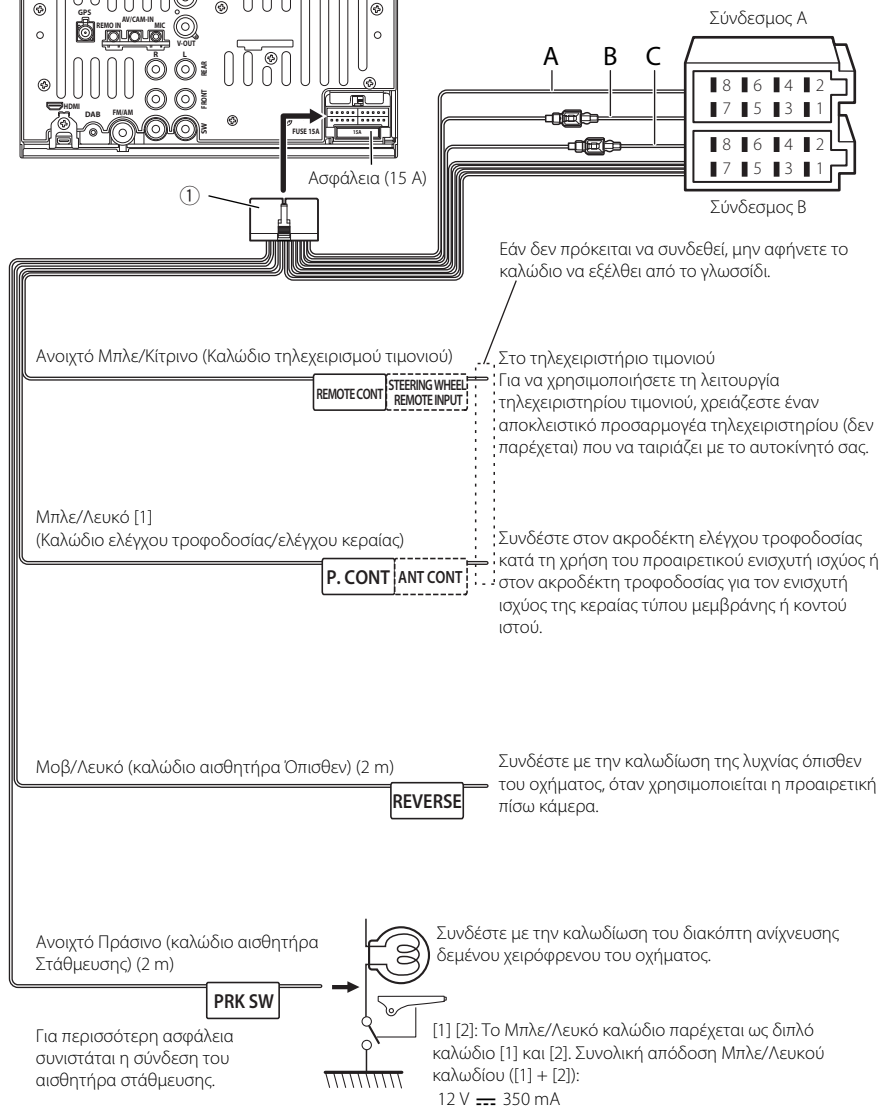 GPS
AV/CAM-IN
REMO IN
MIC
V-OUT
R
L
REAR
FRONT
SW
HDMI
DAB
FM/AM
FUSE 15A
15A
Ασφάλεια (15 A)
①
A
B
C
Σύνδεσμος A
8 6 4 2
7 5 3 1
8 6 4 2
7 5 3 1
Σύνδεσμος B
Εάν δεν πρόκειται να συνδεθεί, μην αφήνετε το
καλώδιο να εξέλθει από το γλωσσίδι.
Ανοιχτό Μπλε/Κίτρινο (Καλώδιο τηλεχειρισμού τιμονιού)
REMOTE CONT
STEERING WHEEL
REMOTE INPUT
Στο τηλεχειριστήριο τιμονιού
Για να χρησιμοποιήσετε τη λειτουργία
τηλεχειριστηρίου τιμονιού, χρειάζεστε έναν
αποκλειστικό προσαρμογέα τηλεχειριστηρίου (δεν
παρέχεται) που να ταιριάζει με το αυτοκίνητό σας.
Μπλε/Λευκό [1]
(Καλώδιο ελέγχου τροφοδοσίας/ελέγχου κεραίας)
P. CONT
ANT CONT
Συνδέστε στον ακροδέκτη ελέγχου τροφοδοσίας
κατά τη χρήση του προαιρετικού ενισχυτή ισχύος ή
στον ακροδέκτη τροφοδοσίας για τον ενισχυτή
ισχύος της κεραίας τύπου μεμβράνης ή κοντού
ιστού.
Μοβ/Λευκό (καλώδιο αισθητήρα Όπισθεν) (2 m)
REVERSE
Συνδέστε με την καλωδίωση της λυχνίας όπισθεν
του οχήματος, όταν χρησιμοποιείται η προαιρετική
πίσω κάμερα.
Ανοιχτό Πράσινο (καλώδιο αισθητήρα
Στάθμευσης) (2 m)
PRK SW
Για περισσότερη ασφάλεια
συνιστάται η σύνδεση του
αισθητήρα στάθμευσης.
Συνδέστε με την καλωδίωση του διακόπτη ανίχνευσης
δεμένου χειρόφρενου του οχήματος.
[1] [2]: Το Μπλε/Λευκό καλώδιο παρέχεται ως διπλό
καλώδιο [1] και [2]. Συνολική απόδοση Μπλε/Λευκού
καλωδίου ([1] + [2]):
12 V ⎓ 350 mA